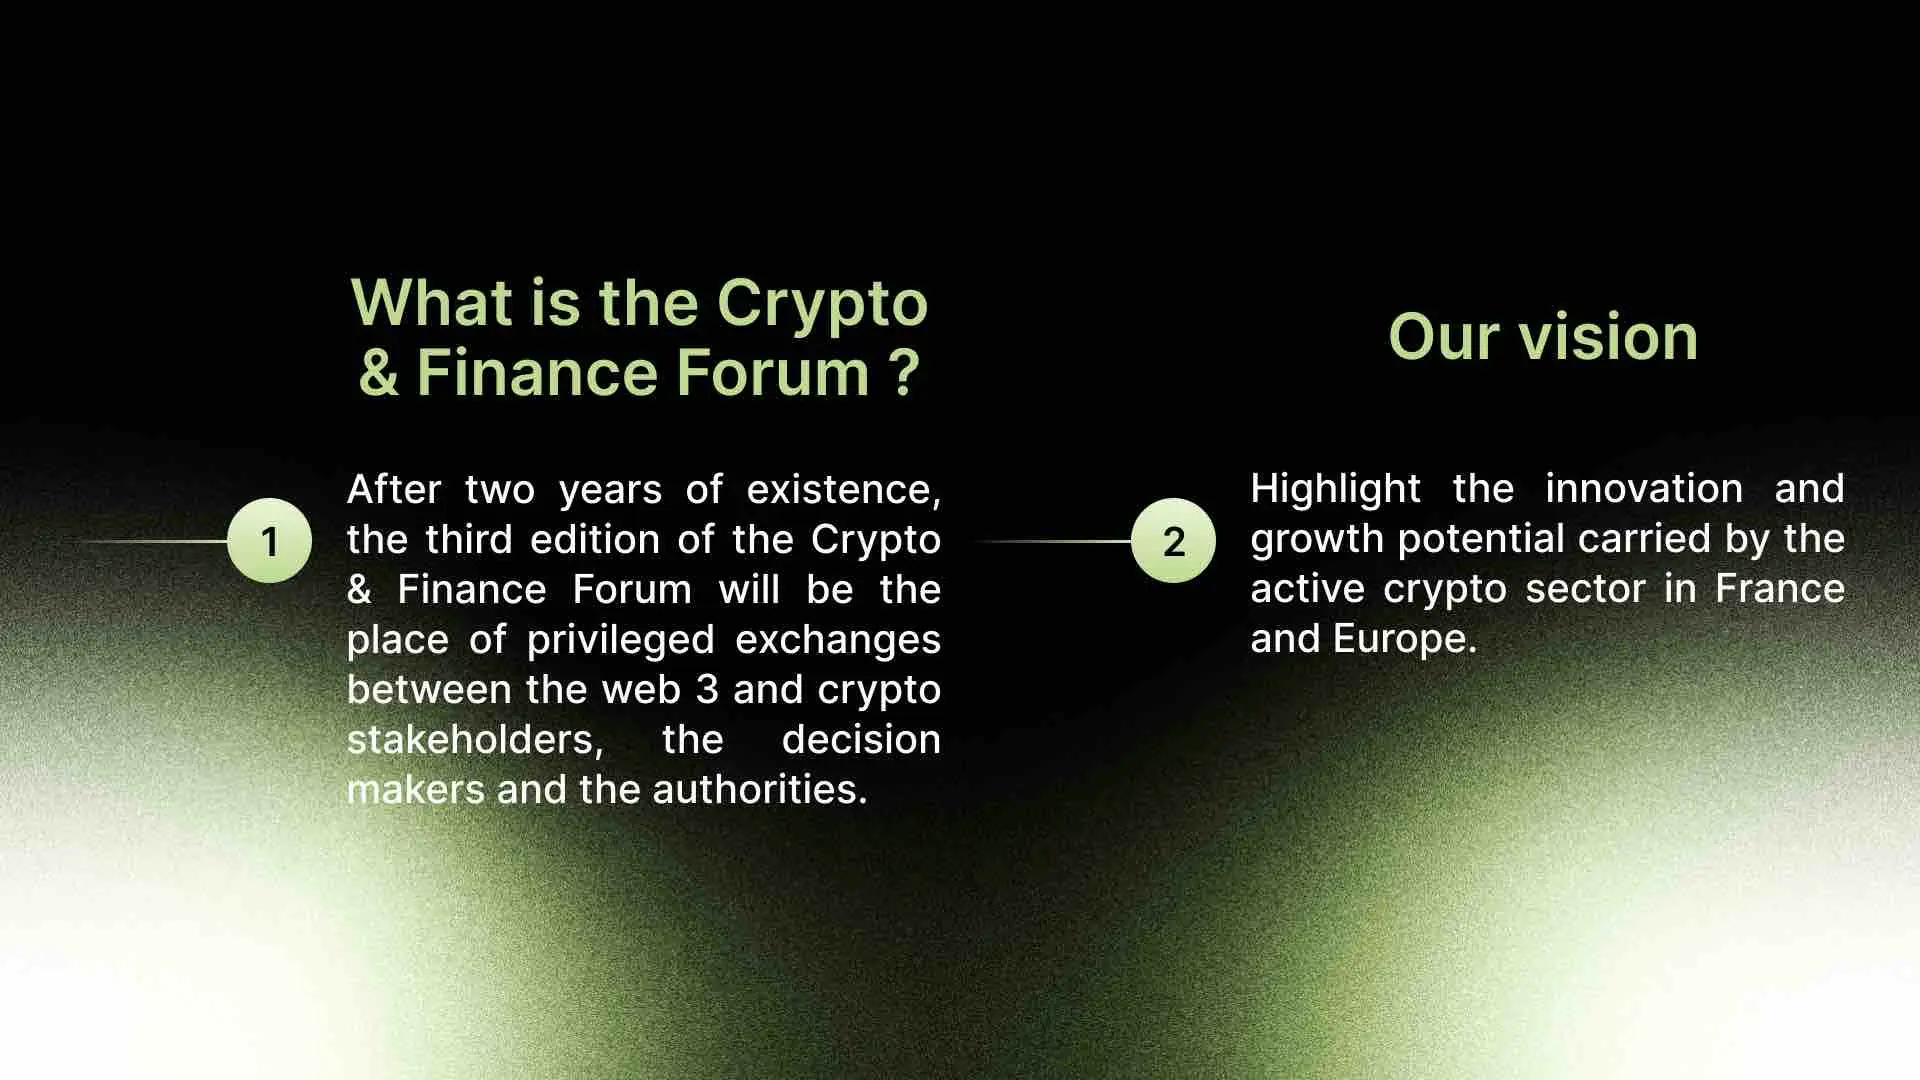 What is the Crypto
& Finance Forum ?
1
After two years of existence,
the third edition of the Crypto
& Finance Forum will be the
place of privileged exchanges
between the web 3 and crypto
stakeholders, the decision
makers and the authorities.
Our vision
2
Highlight the innovation and
growth potential carried by the
active crypto sector in France
and Europe.